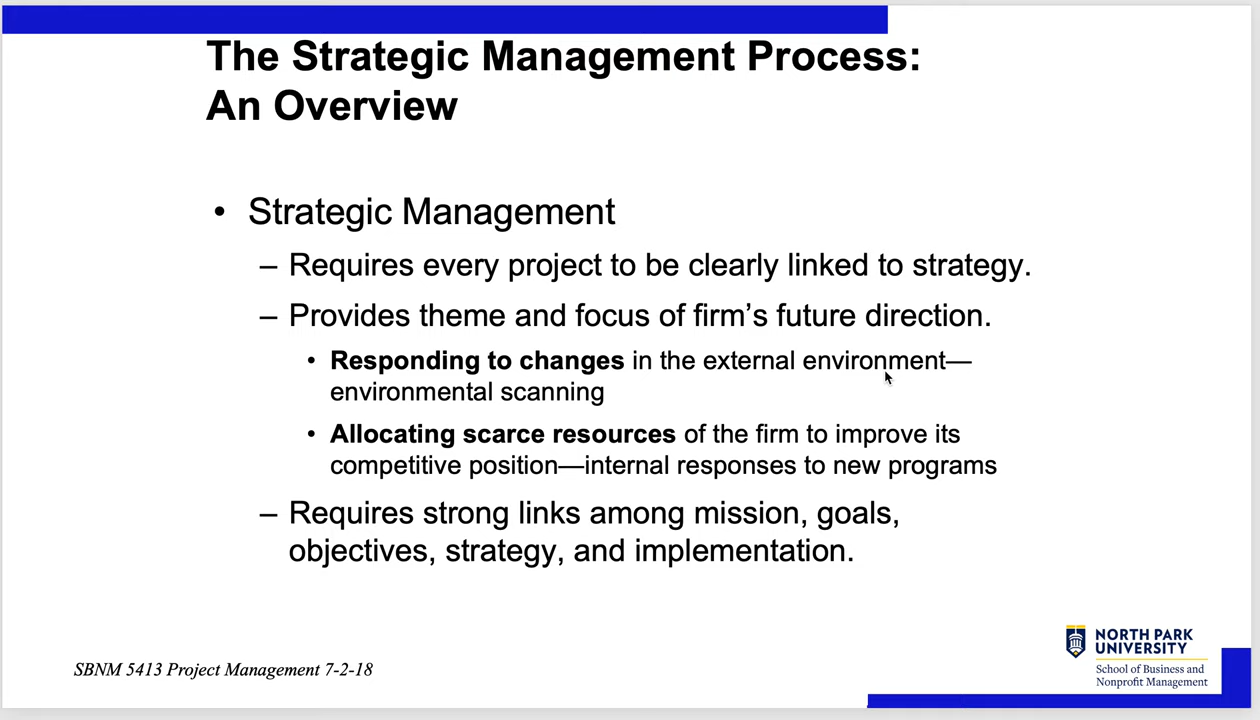 The Strategic Management Process:
An Overview
• Strategic Management
– Requires every project to be clearly linked to strategy.
– Provides theme and focus of firm’s future direction.
• Responding to changes in the external environment—
environmental scanning
• Allocating scarce resources of the firm to improve its
competitive position—internal responses to new programs
– Requires strong links among mission, goals,
objectives, strategy, and implementation.
SBNM 5413 Project Management 7-2-18
NORTH PARK
UNIVERSITY
School of Business and
Nonprofit Management